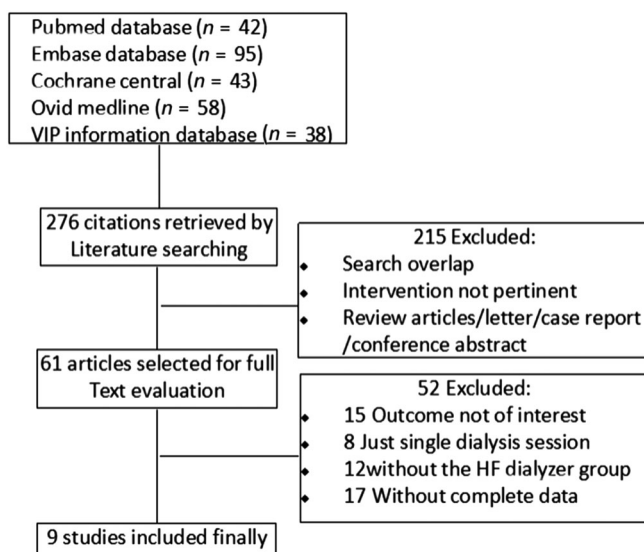 Pubmed database (n = 42)
Embase database (n = 95)
Cochrane central (n = 43)
Ovid medline (n = 58)
VIP information database (n = 38)
276 citations retrieved by
Literature searching
215 Excluded:
◆ Search overlap
◆ Intervention not pertinent
◆ Review articles/letter/case report
/conference abstract
61 articles selected for full
Text evaluation
52 Excluded:
◆ 15 Outcome not of interest
◆ 8 Just single dialysis session
◆ 12without the HF dialyzer group
◆ 17 Without complete data
9 studies included finally